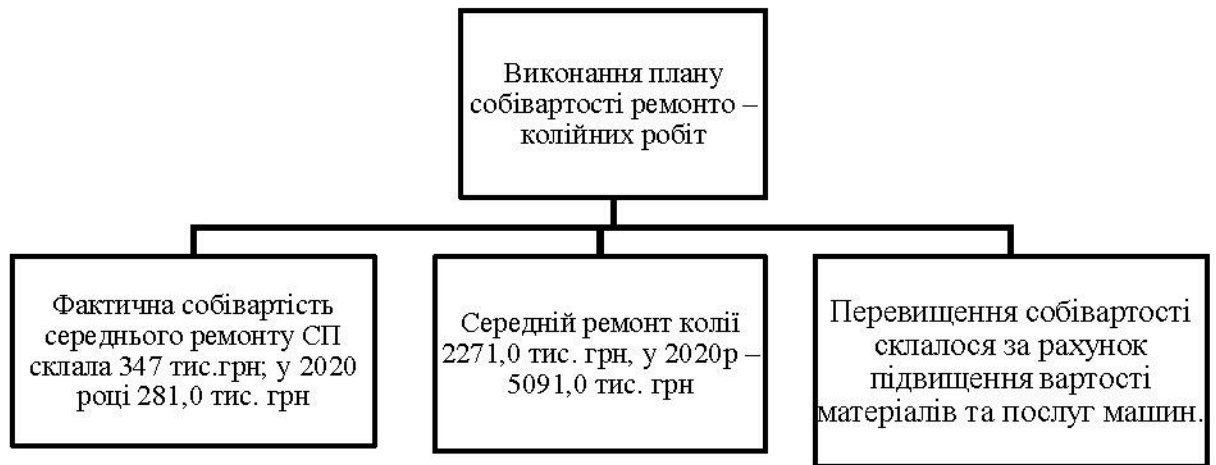 Виконання плану
собівартості ремонто –
колійних робіт
Фактична собівартість
середнього ремонту СП
склала 347 тис.грн; у 2020
році 281,0 тис. грн
Середній ремонт колії
2271,0 тис. грн, у 2020р –
5091,0 тис. грн
Перевищення собівартості
склалося за рахунок
підвищення вартості
матеріалів та послуг машин.